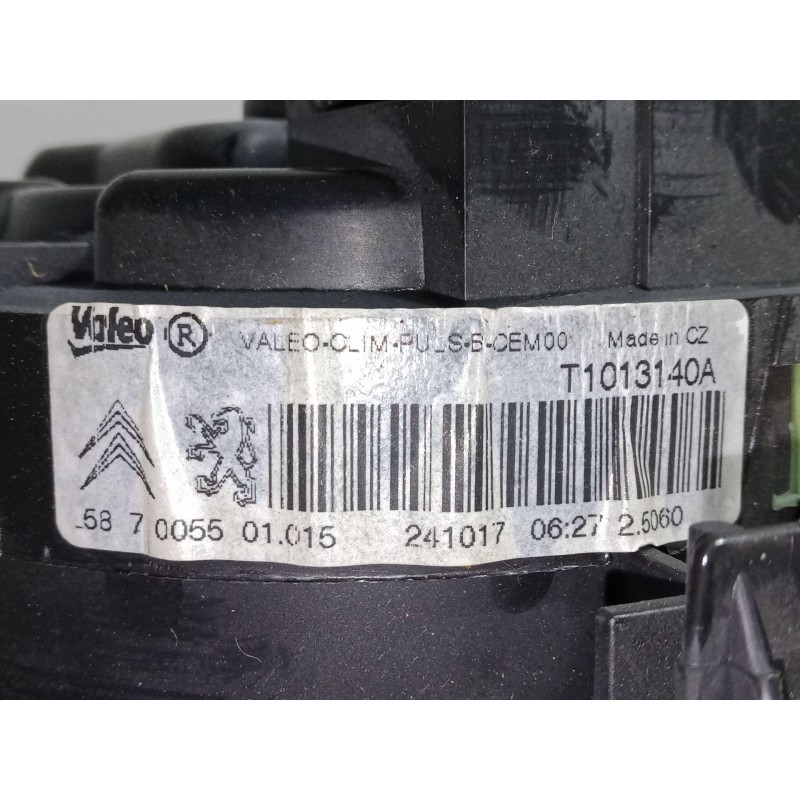 Valeo ® VALEO-CLIM-PULS-B-CEM00 Made in CZ
T1013140A
58 7 0055 01.015 241017 06:27 2.5060